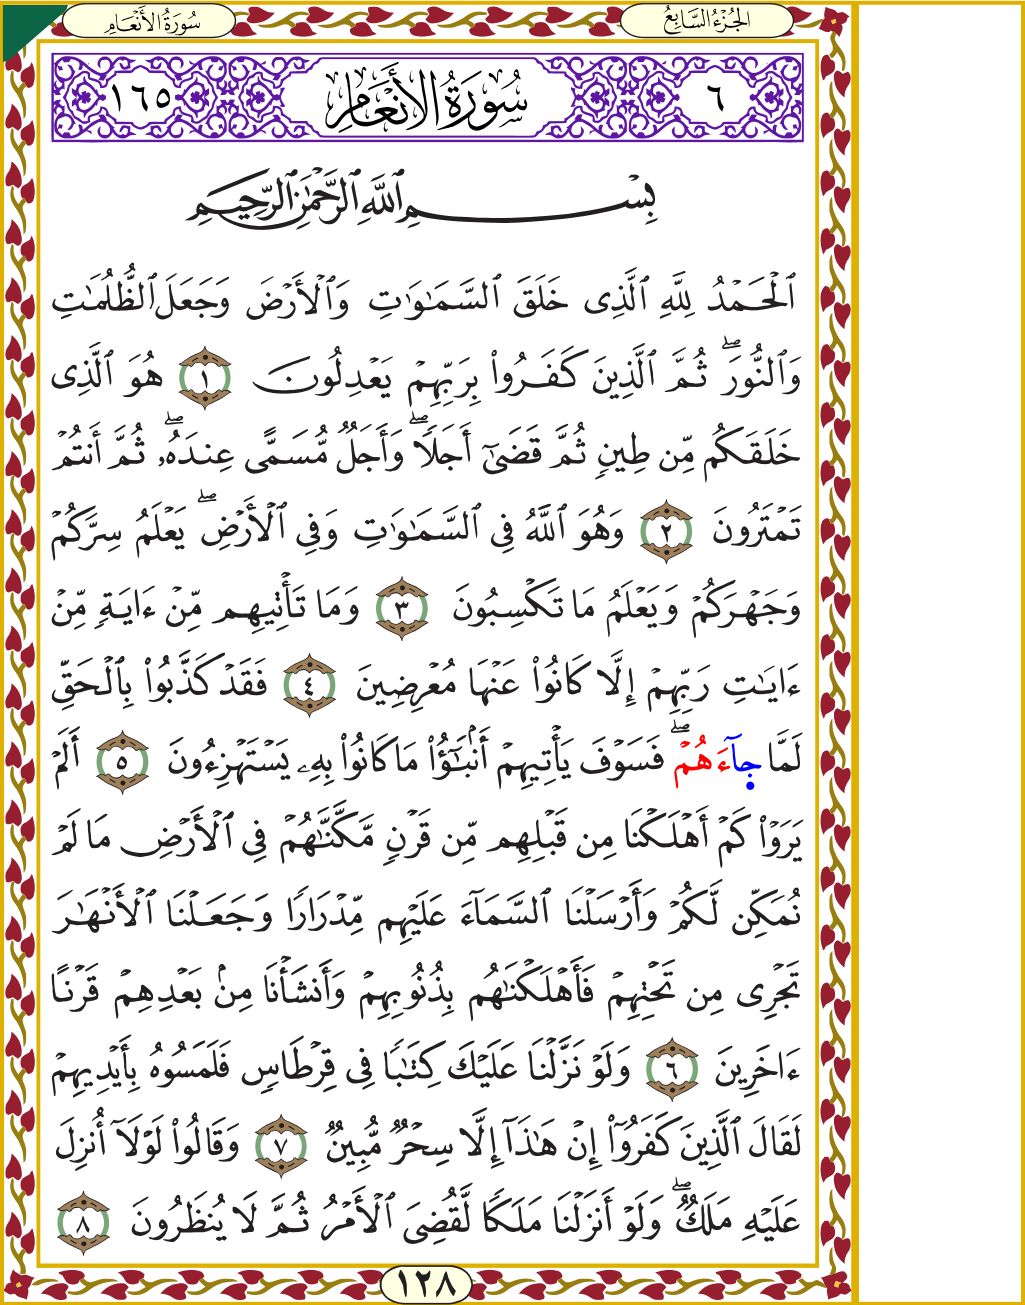 الجُزْءُ السَّابِعُ
سُورَةُ الأَنْعَامِ
٦
سُورَةُ الأَنْعَامِ
١٦٥
بِسْمِ ٱللَّهِ ٱلرَّحْمَٰنِ ٱلرَّحِيمِ
ٱلْحَمْدُ لِلَّهِ ٱلَّذِى خَلَقَ ٱلسَّمَٰوَٰتِ وَٱلْأَرْضَ وَجَعَلَ ٱلظُّلُمَٰتِ
وَٱلنُّورَۖ ثُمَّ ٱلَّذِينَ كَفَرُوا۟ بِرَبِّهِمْ يَعْدِلُونَ ١ هُوَ ٱلَّذِى
خَلَقَكُم مِّن طِينٍ ثُمَّ قَضَىٰٓ أَجَلًاۖ وَأَجَلٌ مُّسَمًّى عِندَهُۥۖ ثُمَّ أَنتُمْ
تَمْتَرُونَ ٢ وَهُوَ ٱللَّهُ فِى ٱلسَّمَٰوَٰتِ وَفِى ٱلْأَرْضِۖ يَعْلَمُ سِرَّكُمْ
وَجَهْرَكُمْ وَيَعْلَمُ مَا تَكْسِبُونَ ٣ وَمَا تَأْتِيهِم مِّنْ ءَايَةٍ مِّنْ
ءَايَٰتِ رَبِّهِمْ إِلَّا كَانُوا۟ عَنْهَا مُعْرِضِينَ ٤ فَقَدْ كَذَّبُوا۟ بِٱلْحَقِّ
لَمَّا جَآءَهُمْۖ فَسَوْفَ يَأْتِيهِمْ أَنۢبَٰٓؤُا۟ مَا كَانُوا۟ بِهِۦ يَسْتَهْزِءُونَ ٥ أَلَمْ
يَرَوْا۟ كَمْ أَهْلَكْنَا مِن قَبْلِهِم مِّن قَرْنٍ مَّكَّنَّٰهُمْ فِى ٱلْأَرْضِ مَا لَمْ
نُمَكِّن لَّكُمْ وَأَرْسَلْنَا ٱلسَّمَآءَ عَلَيْهِم مِّدْرَارًا وَجَعَلْنَا ٱلْأَنْهَٰرَ
تَجْرِى مِن تَحْتِهِمْ فَأَهْلَكْنَٰهُم بِذُنُوبِهِمْ وَأَنشَأْنَا مِنۢ بَعْدِهِمْ قَرْنًا
ءَاخَرِينَ ٦ وَلَوْ نَزَّلْنَا عَلَيْكَ كِتَٰبًا فِى قِرْطَاسٍ فَلَمَسُوهُ بِأَيْدِيهِمْ
لَقَالَ ٱلَّذِينَ كَفَرُوٓا۟ إِنْ هَٰذَآ إِلَّا سِحْرٌ مُّبِينٌ ٧ وَقَالُوا۟ لَوْلَآ أُنزِلَ
عَلَيْهِ مَلَكٌۖ وَلَوْ أَنزَلْنَا مَلَكًا لَّقُضِىَ ٱلْأَمْرُ ثُمَّ لَا يُنظَرُونَ ٨
١٢٨